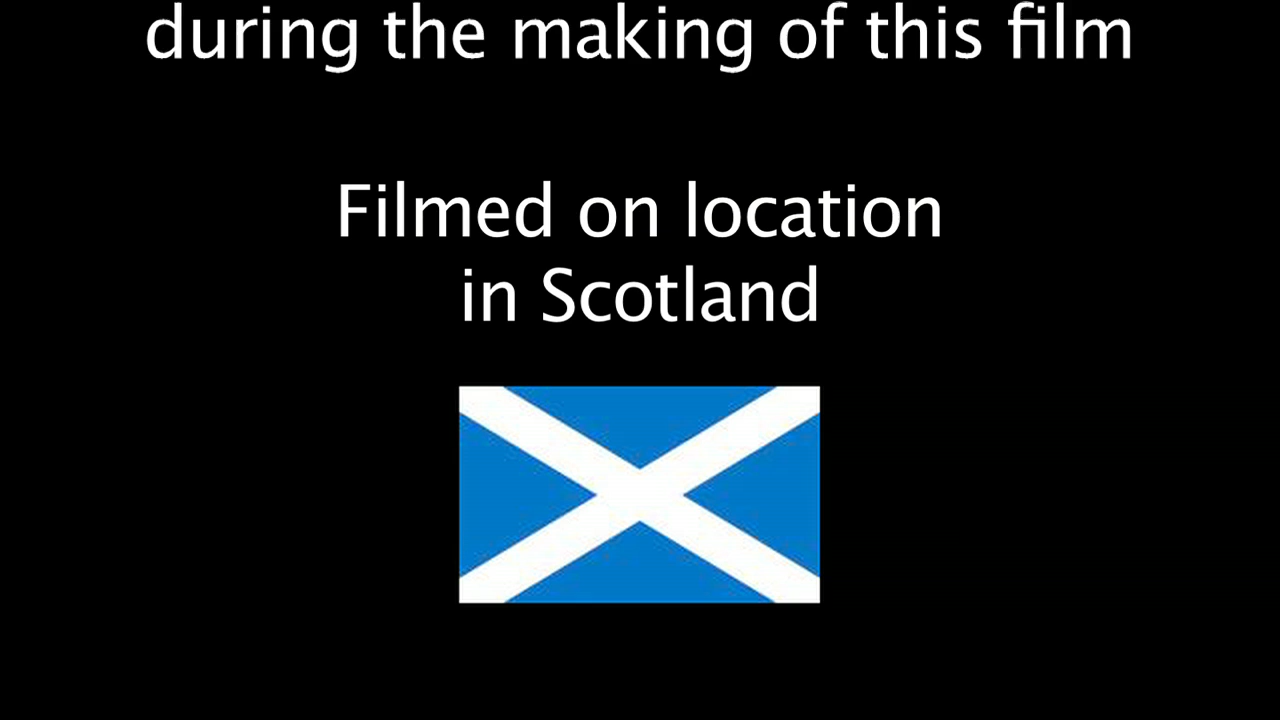 during the making of this film
Filmed on location
in Scotland